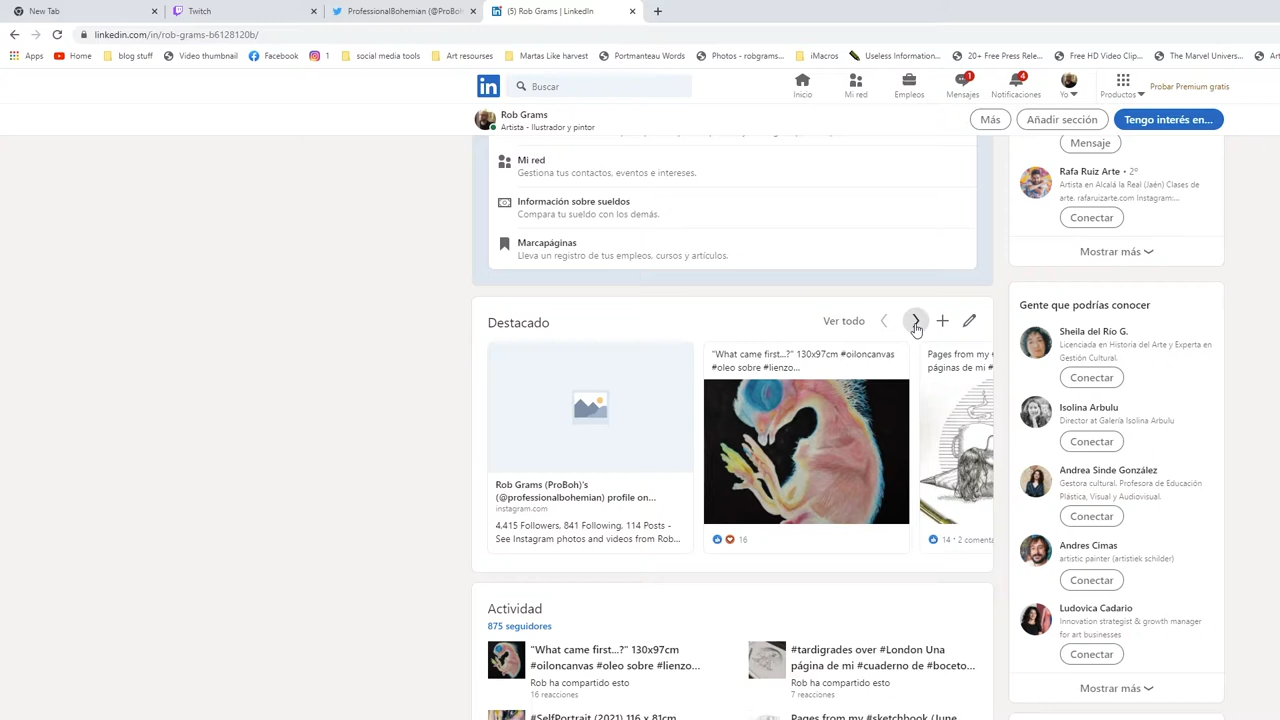 New Tab
Twitch
ProfessionalBohemian (@ProBoh
(5) Rob Grams | LinkedIn
linkedin.com/in/rob-grams-b6128120b/
Apps
Home
blog stuff
Video thumbnail
Facebook
1
social media tools
Art resourses
Martas Like harvest
Portmanteau Words
Photos - robgrams...
iMacros
Useless Information...
20+ Free Press Rele...
Free HD Video Clip...
The Marvel Univers...
in
Buscar
Inicio
Mi red
Empleos
1
Mensajes
4
Notificaciones
Yo
Productos
Probar Premium gratis
Rob Grams
Artista - Ilustrador y pintor
Más
Añadir sección
Tengo interés en...
Mi red
Gestiona tus contactos, eventos e intereses.
Información sobre sueldos
Compara tu sueldo con los demás.
Marcapáginas
Lleva un registro de tus empleos, cursos y artículos.
Destacado
Ver todo
Rob Grams (ProBoh)'s
(@professionalbohemian) profile on...
instagram.com
4,415 Followers, 841 Following, 114 Posts -
See Instagram photos and videos from Rob...
"What came first...?" 130x97cm #oiloncanvas
#oleo sobre #lienzo...
16
Pages from my
páginas de mi #
14 • 2 comenta
Actividad
875 seguidores
"What came first...?" 130x97cm
#oiloncanvas #oleo sobre #lienzo...
Rob ha compartido esto
16 reacciones
#tardigrades over #London Una
página de mi #cuaderno de #boceto...
Rob ha compartido esto
7 reacciones
#SelfPortrait (2021) 116 x 81cm
Pages from my #sketchbook (June
Mensaje
Rafa Ruiz Arte • 2º
Artista en Alcalá la Real (Jaén) Clases de
arte. rafaruizarte.com Instagram:...
Conectar
Mostrar más
Gente que podrías conocer
Sheila del Río G.
Licenciada en Historia del Arte y Experta en
Gestión Cultural.
Conectar
Isolina Arbulu
Director at Galería Isolina Arbulu
Conectar
Andrea Sinde González
Gestora cultural. Profesora de Educación
Plástica, Visual y Audiovisual.
Conectar
Andres Cimas
artistic painter (artistiek schilder)
Conectar
Ludovica Cadario
Innovation strategist & growth manager
for art businesses
Conectar
Mostrar más